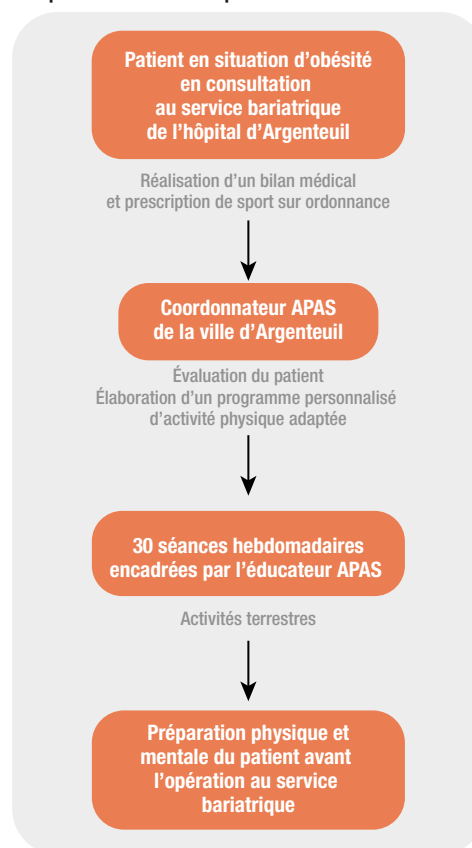 Patient en situation d'obésité
en consultation
au service bariatrique
de l'hôpital d'Argenteuil
Réalisation d'un bilan médical
et prescription de sport sur ordonnance
Coordonnateur APAS
de la ville d'Argenteuil
Évaluation du patient
Élaboration d'un programme personnalisé
d'activité physique adaptée
30 séances hebdomadaires
encadrées par l'éducateur APAS
Activités terrestres
Préparation physique et
mentale du patient avant
l'opération au service
bariatrique